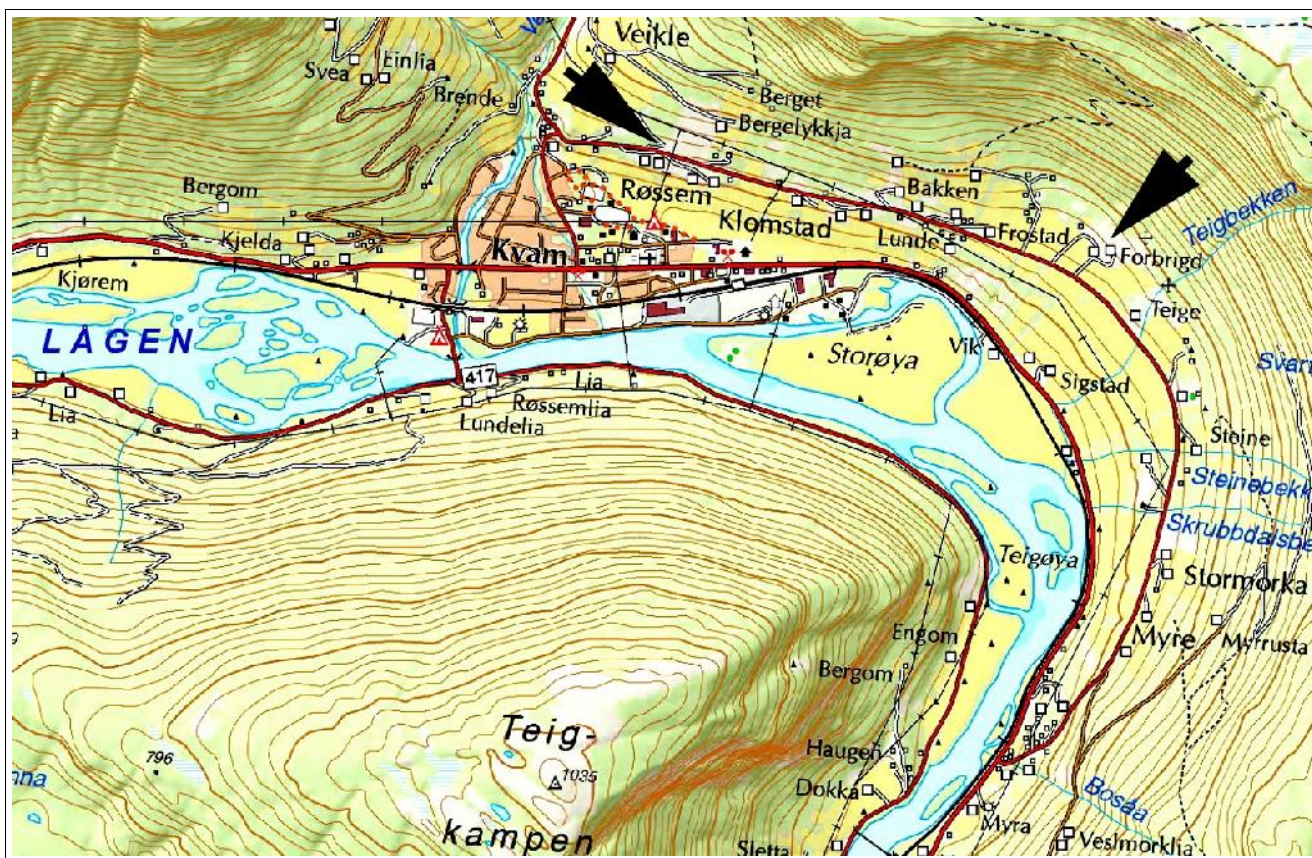 Veikle
Svea
Einlia
Brende
Berget
Bergelykkja
Bergom
Røssem
Bakken
Klomstad
Kjelda
Kvam
Lunde
Frostad
Forbrigd
Teigbekken
Kjørem
Teige
LÅGEN
Storøya
Vik
Sigstad
417
Lia
Lia
Røssemlia
Lundelia
Steine
Steinebekk
Skrubbdalsbe
Teigøya
Stormorka
Engom
Myre
Myrrusta
Bergom
Teig-
kampen
1035
796
Haugen
Dokka
Bosåa
Myra
Sletta
Veslmorklia